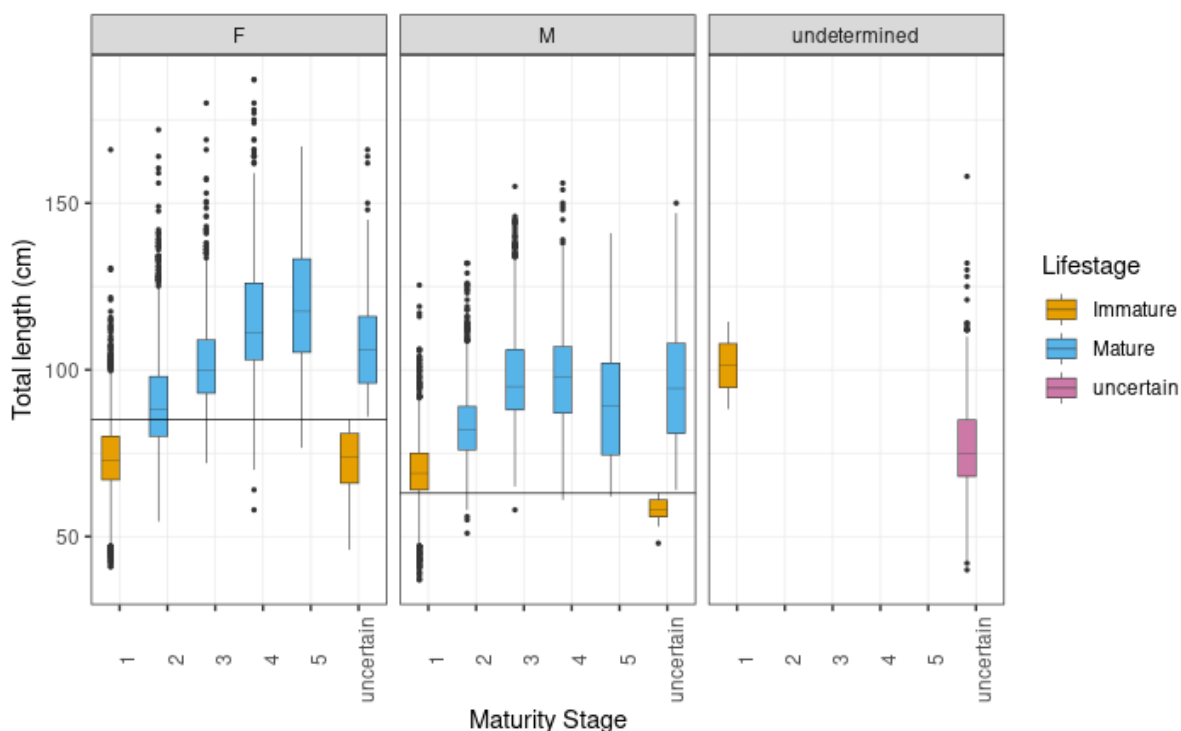 F
M
undetermined
Total length (cm)
150
100
50
1
2
3
4
5
uncertain
1
2
3
4
5
uncertain
1
2
3
4
5
uncertain
Maturity Stage
Lifestage
Immature
Mature
uncertain